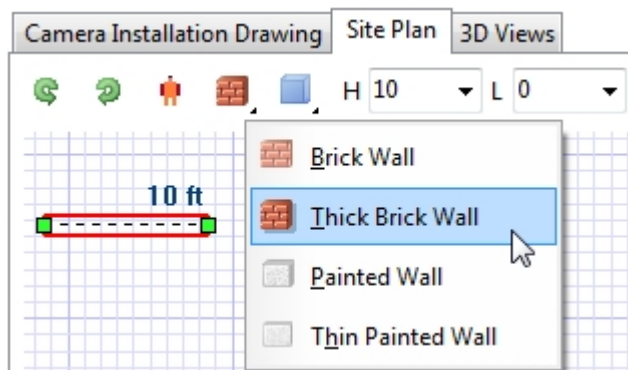 Camera Installation Drawing Site Plan 3D Views
H 10 L 0
10 ft
Brick Wall
Thick Brick Wall
Painted Wall
Thin Painted Wall